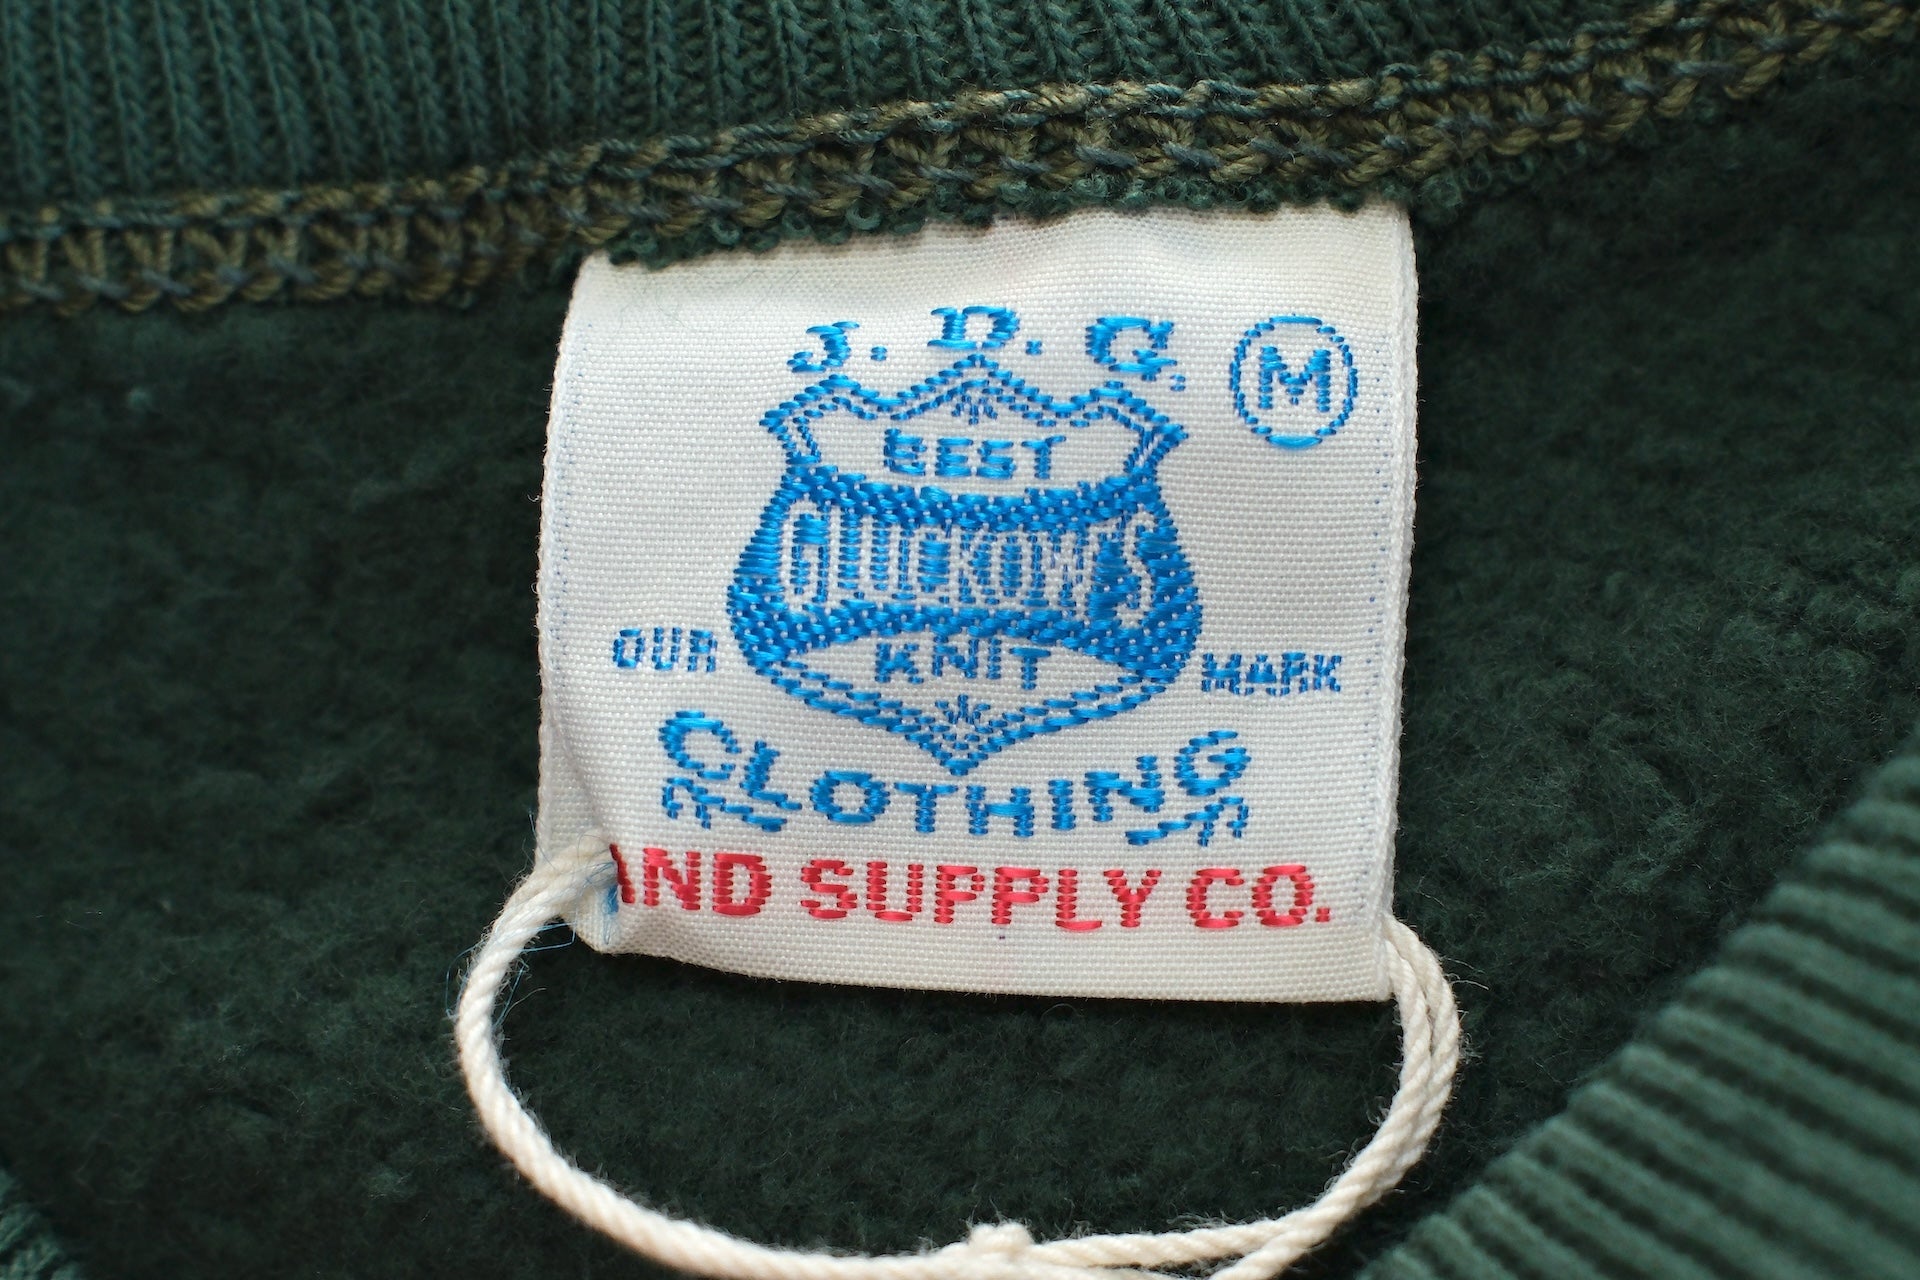 J. D. G.
M
BEST
GLUCKOW'S
KNIT
OUR MARK
CLOTHING
AND SUPPLY CO.